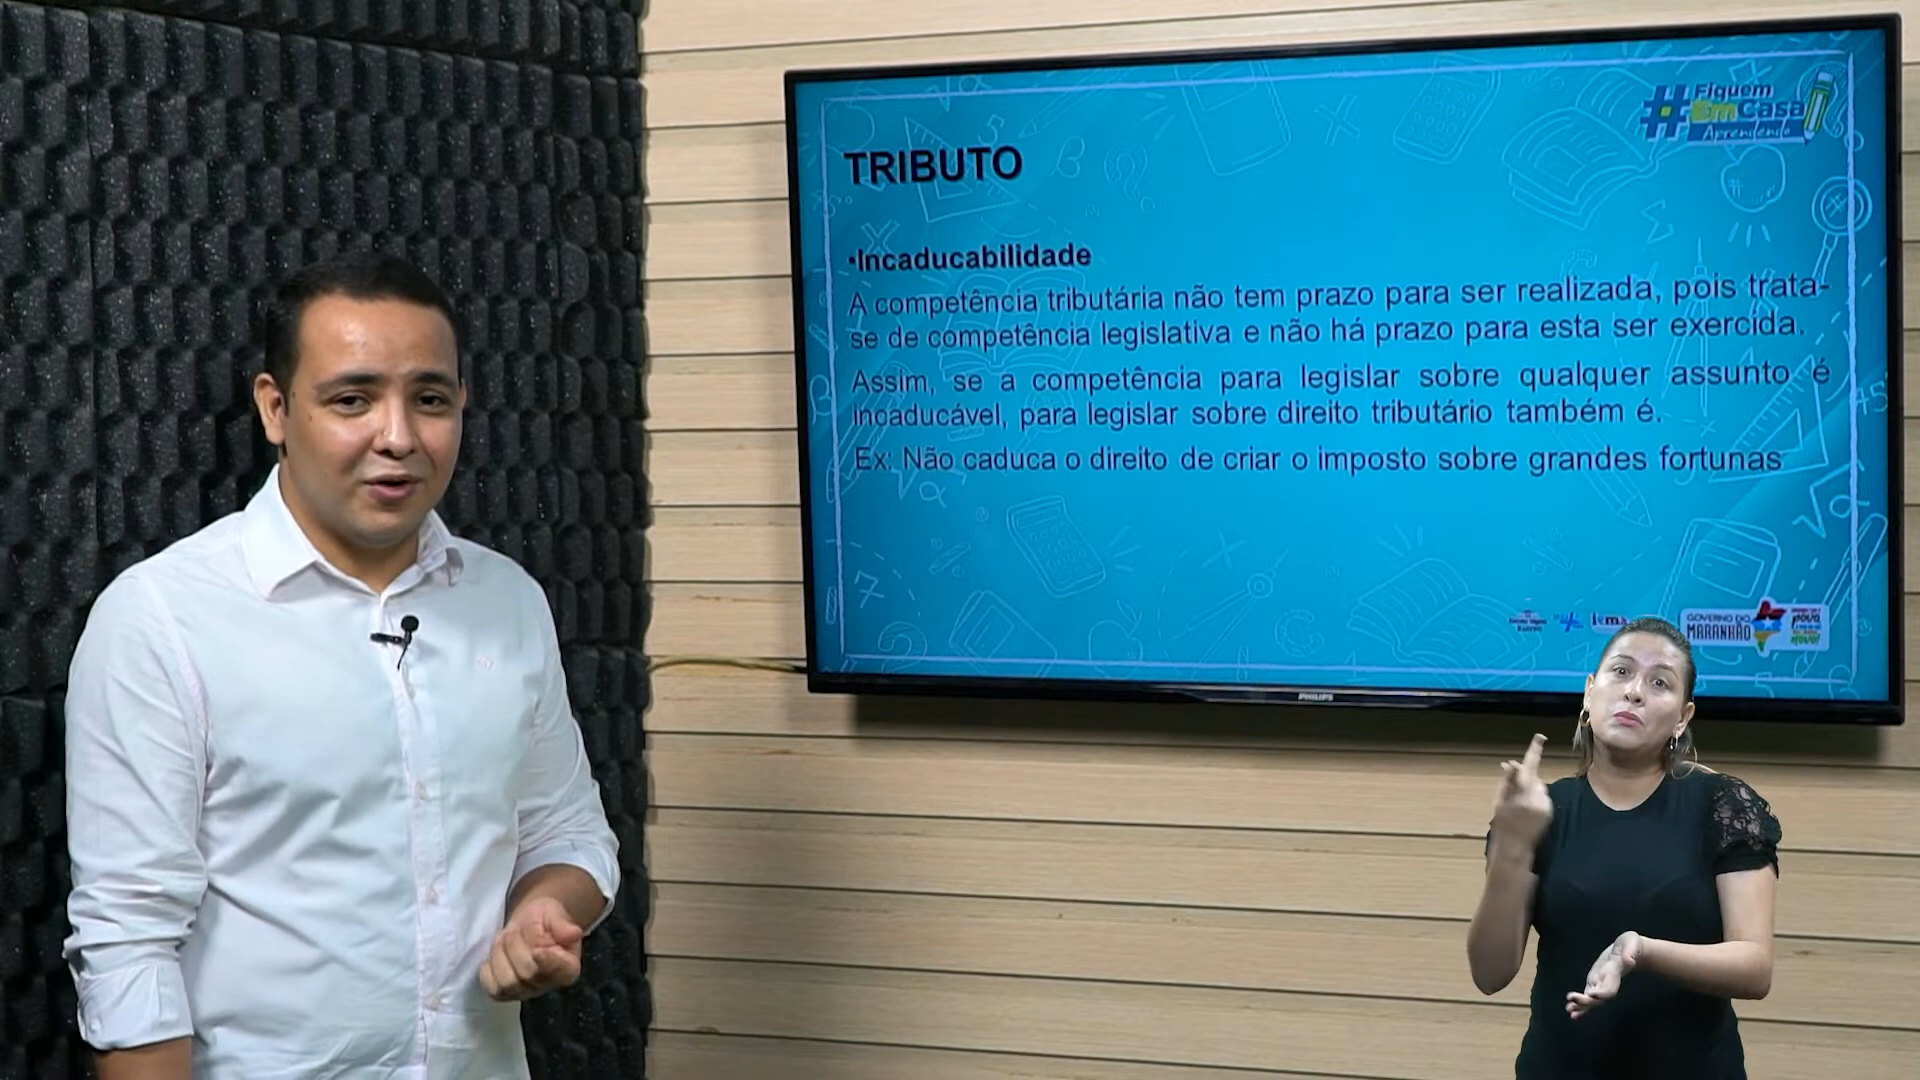 #Fiquem
Em Casa
Aprendendo
TRIBUTO
•Incaducabilidade
A competência tributária não tem prazo para ser realizada, pois trata-
se de competência legislativa e não há prazo para esta ser exercida.
Assim, se a competência para legislar sobre qualquer assunto é
incaducável, para legislar sobre direito tributário também é.
Ex: Não caduca o direito de criar o imposto sobre grandes fortunas
iema
GOVERNO DO
MARANHÃO
PHILIPS